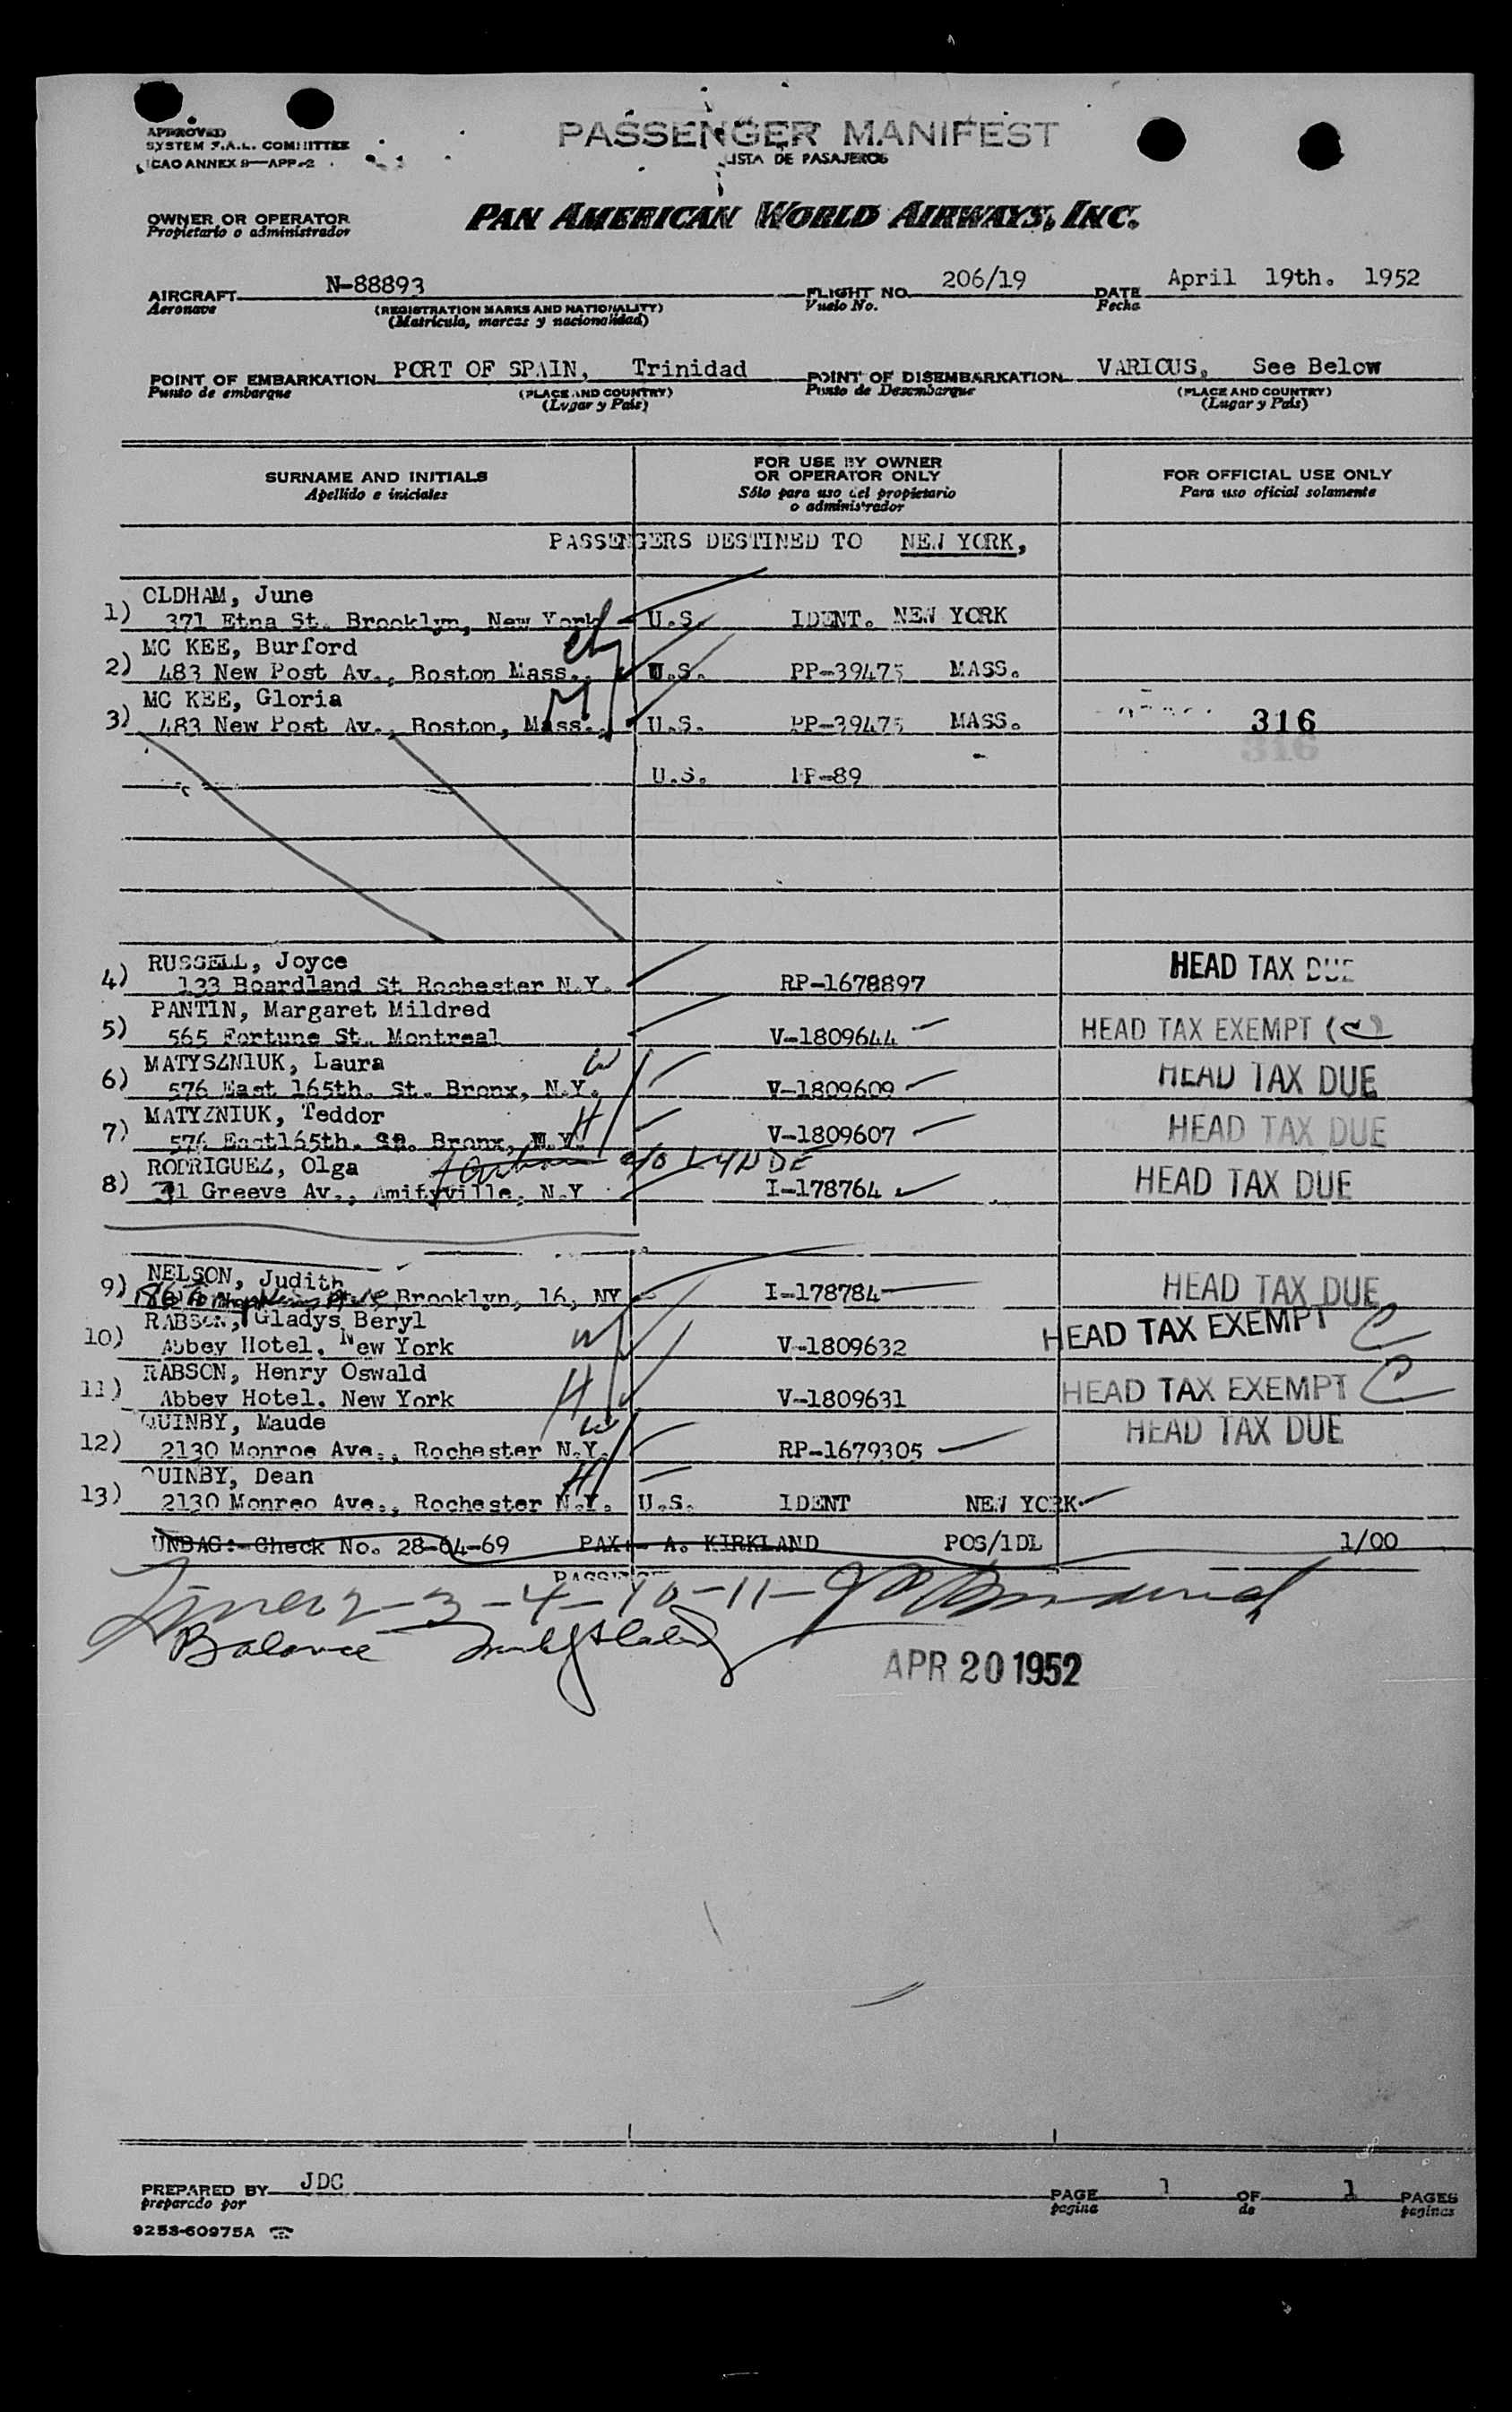 APPROVED
SYSTEM F.A.L. COMMITTEE
ICAO ANNEX 9—APP-2
PASSENGER MANIFEST
LISTA DE PASAJEROS
OWNER OR OPERATOR
Propietario o administrador
PAN AMERICAN WORLD AIRWAYS, INC.
AIRCRAFT N-88893 FLIGHT NO. 206/19 DATE April 19th. 1952
Aeronave (REGISTRATION MARKS AND NATIONALITY) Vuelo No. Fecha
(Matricula, marcas y nacionalidad)
POINT OF EMBARKATION PORT OF SPAIN, Trinidad POINT OF DISEMBARKATION VARIOUS, See Below
Punto de embarque (PLACE AND COUNTRY) Punto de Desembarque (PLACE AND COUNTRY)
(Lugar y País) (Lugar y País)
SURNAME AND INITIALS
Apellido e iniciales
FOR USE BY OWNER
OR OPERATOR ONLY
Sólo para uso del propietario
o administrador
FOR OFFICIAL USE ONLY
Para uso oficial solamente
PASSENGERS DESTINED TO NEW YORK,
OLDHAM, June
1) 371 Etna St. Brooklyn, New York U.S. IDENT. NEW YORK
MC KEE, Burford
2) 483 New Post Av., Boston Mass., U.S. PP-39475 MASS.
MC KEE, Gloria M
3) 483 New Post Av., Boston, Mass., U.S. PP-39475 MASS. 316
316
U.S. PP-89
RUSSELL, Joyce HEAD TAX DUE
4) 133 Boardland St Rochester N.Y. RP-1678897
PANTIN, Margaret Mildred
5) 565 Fortune St. Montreal V-1809644 HEAD TAX EXEMPT (C)
MATYSZNIUK, Laura W
6) 576 East 165th. St. Bronx, N.Y. V-1809609 HEAD TAX DUE
MATYZNIUK, Teddor H
7) 576 East165th. St. Bronx, N.Y. V-1809607 HEAD TAX DUE
RODRIGUEZ, Olga c/o LYNDE
8) 31 Greeve Av., Amityville, N.Y I-178764 HEAD TAX DUE
NELSON, Judith
9) Brooklyn, 16, NY I-178784 HEAD TAX DUE
RABSON, Gladys Beryl
10) Abbey Hotel. New York W V-1809632 HEAD TAX EXEMPT C
RABSON, Henry Oswald
11) Abbey Hotel. New York H V-1809631 HEAD TAX EXEMPT C
QUINBY, Maude W
12) 2130 Monroe Ave., Rochester N.Y. RP-1679305 HEAD TAX DUE
QUINBY, Dean H
13) 2130 Monreo Ave., Rochester N.Y. U.S. IDENT NEW YORK
UNBAG:- Check No. 28-64-69 PAX:- A. KIRKLAND POS/1DL 1/00
Lines 2-3-4-10-11-
Balance
APR 20 1952
PREPARED BY JDC PAGE 1 OF 1 PAGES
preparado por pagina de paginas
9253-60975A